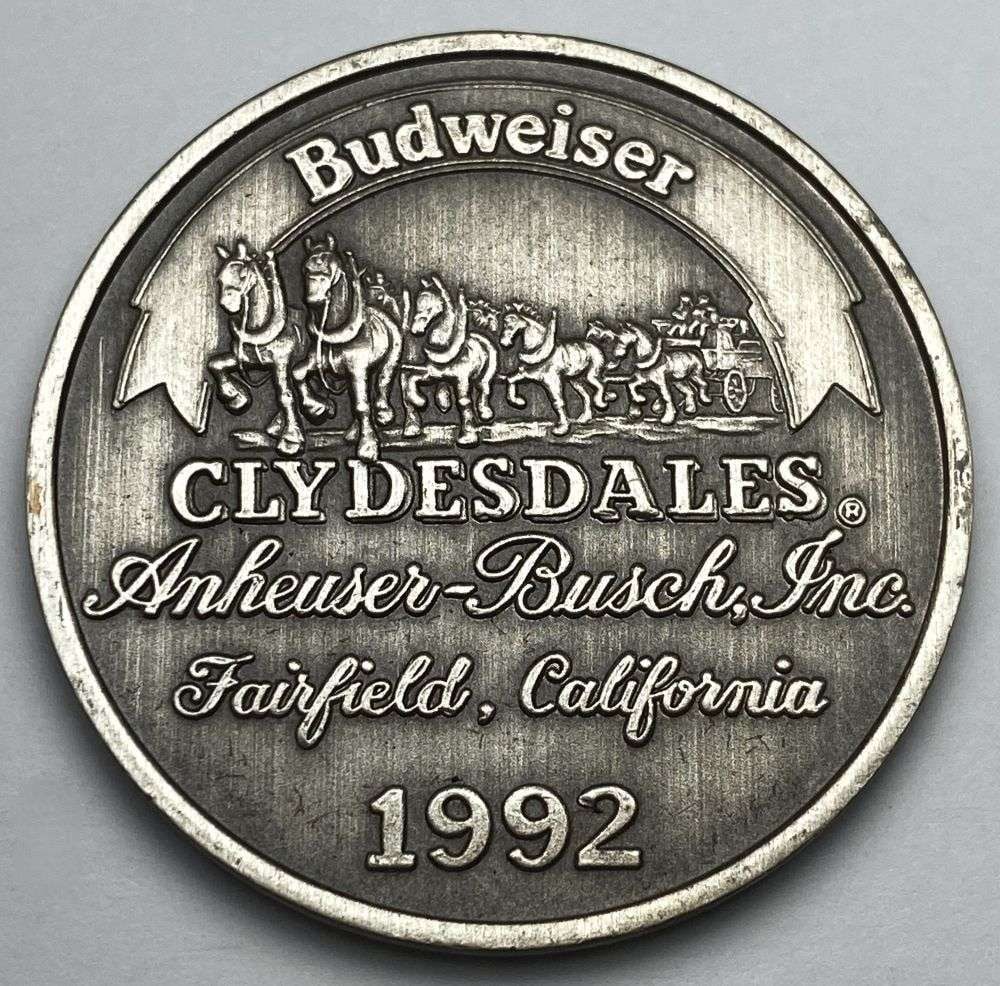 Budweiser
CLYDESDALES®
Anheuser-Busch, Inc.
Fairfield, California
1992